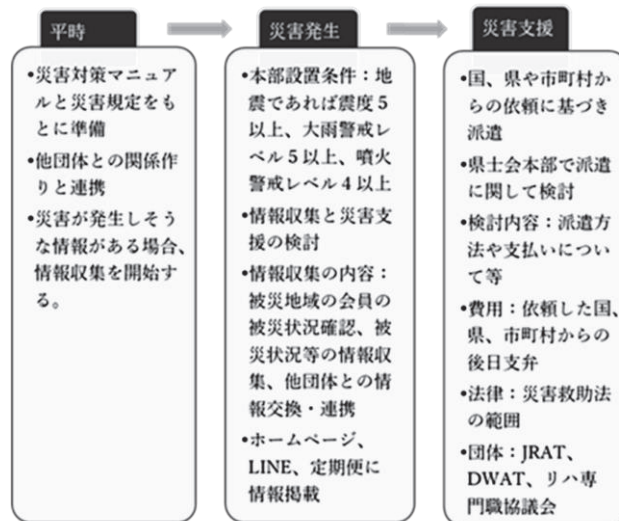 平時
•災害対策マニュア
ルと災害規定をも
とに準備
•他団体との関係作
りと連携
•災害が発生しそう
な情報がある場合、
情報収集を開始す
る。
災害発生
•本部設置条件：地
震であれば震度５
以上、大雨警戒レ
ベル５以上、噴火
警戒レベル４以上
•情報収集と災害支
援の検討
•情報収集の内容：
被災地域の会員の
被災状況確認、被
災状況等の情報収
集、他団体との情
報交換・連携
•ホームページ、
LINE、定期便に
情報掲載
災害支援
•国、県や市町村か
らの依頼に基づき
派遣
•県士会本部で派遣
に関して検討
•検討内容：派遣方
法や支払いについ
て等
•費用：依頼した国、
県、市町村からの
後日支弁
•法律：災害救助法
の範囲
•団体：JRAT、
DWAT、リハ専
門職協議会